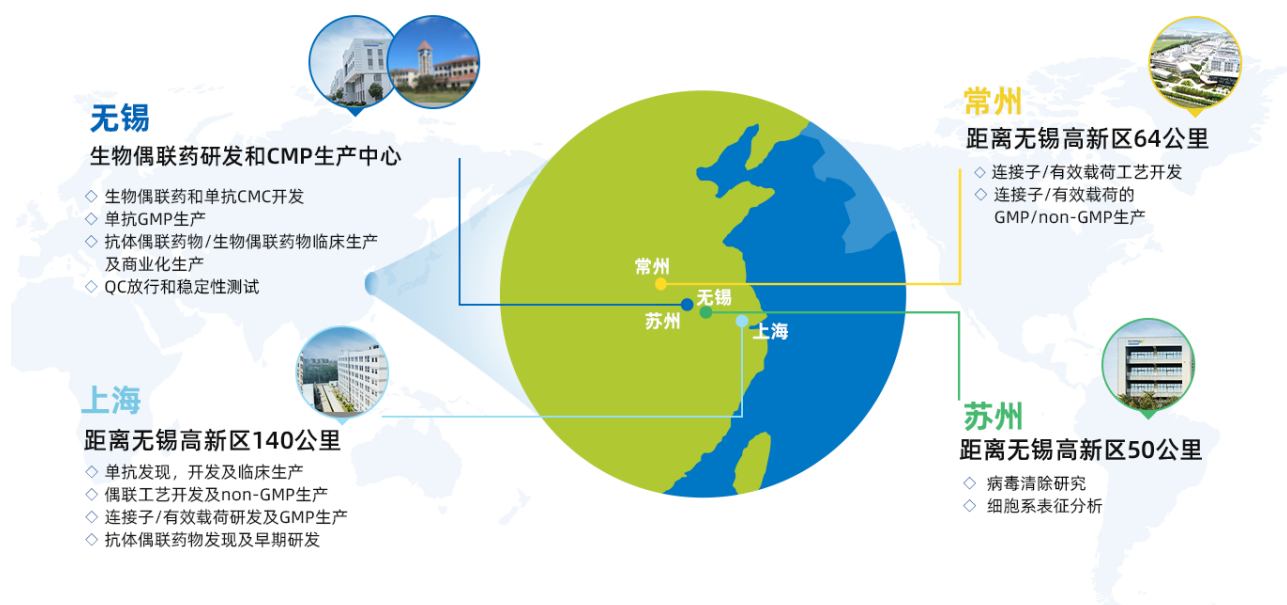 无锡
生物偶联药研发和CMP生产中心
◇ 生物偶联药和单抗CMC开发
◇ 单抗GMP生产
◇ 抗体偶联药物/生物偶联药物临床生产
及商业化生产
◇ QC放行和稳定性测试
上海
距离无锡高新区140公里
◇ 单抗发现，开发及临床生产
◇ 偶联工艺开发及non-GMP生产
◇ 连接子/有效载荷研发及GMP生产
◇ 抗体偶联药物发现及早期研发
常州
无锡
苏州
上海
常州
距离无锡高新区64公里
◇ 连接子/有效载荷工艺开发
◇ 连接子/有效载荷的
GMP/non-GMP生产
苏州
距离无锡高新区50公里
◇ 病毒清除研究
◇ 细胞系表征分析